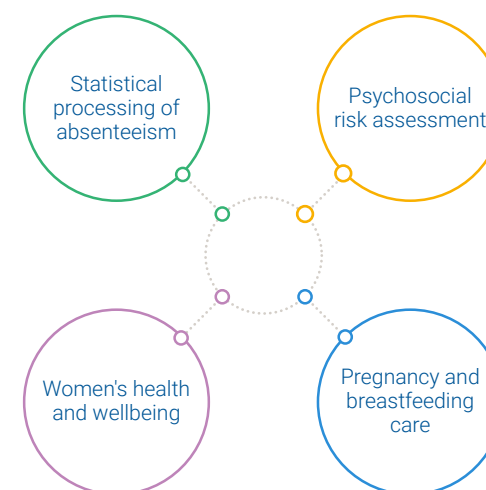 Statistical
processing of
absenteeism
Psychosocial
risk assessment
Women's health
and wellbeing
Pregnancy and
breastfeeding
care